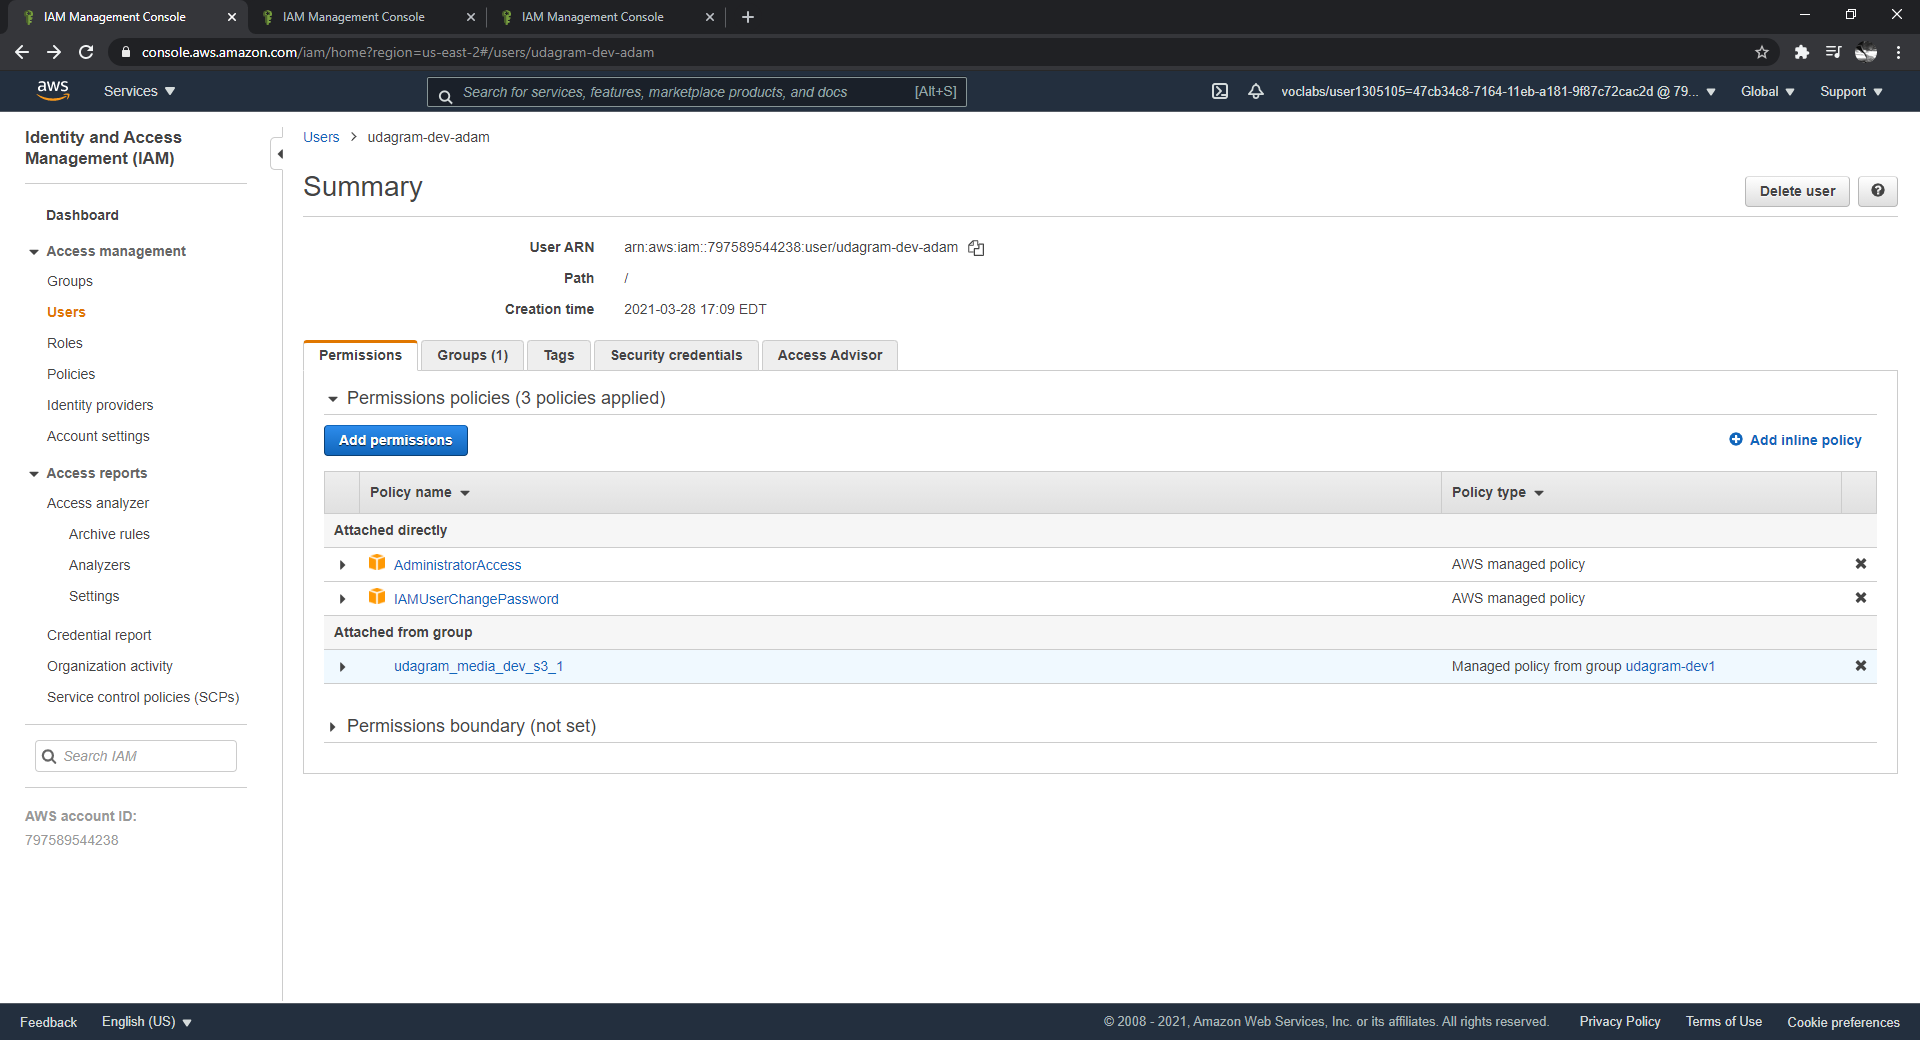 IAM Management Console
IAM Management Console
IAM Management Console
console.aws.amazon.com/iam/home?region=us-east-2#/users/udagram-dev-adam
aws
Services
Search for services, features, marketplace products, and docs
[Alt+S]
voclabs/user1305105=47cb34c8-7164-11eb-a181-9f87c72cac2d @ 79...
Global
Support
Identity and Access
Management (IAM)
Dashboard
Access management
Groups
Users
Roles
Policies
Identity providers
Account settings
Access reports
Access analyzer
Archive rules
Analyzers
Settings
Credential report
Organization activity
Service control policies (SCPs)
Search IAM
AWS account ID:
797589544238
Users > udagram-dev-adam
Summary
Delete user
User ARN arn:aws:iam::797589544238:user/udagram-dev-adam
Path /
Creation time 2021-03-28 17:09 EDT
Permissions
Groups (1)
Tags
Security credentials
Access Advisor
Permissions policies (3 policies applied)
Add permissions
Add inline policy
Policy name
Policy type
Attached directly
AdministratorAccess
AWS managed policy
IAMUserChangePassword
AWS managed policy
Attached from group
udagram_media_dev_s3_1
Managed policy from group udagram-dev1
Permissions boundary (not set)
Feedback
English (US)
© 2008 - 2021, Amazon Web Services, Inc. or its affiliates. All rights reserved.
Privacy Policy
Terms of Use
Cookie preferences